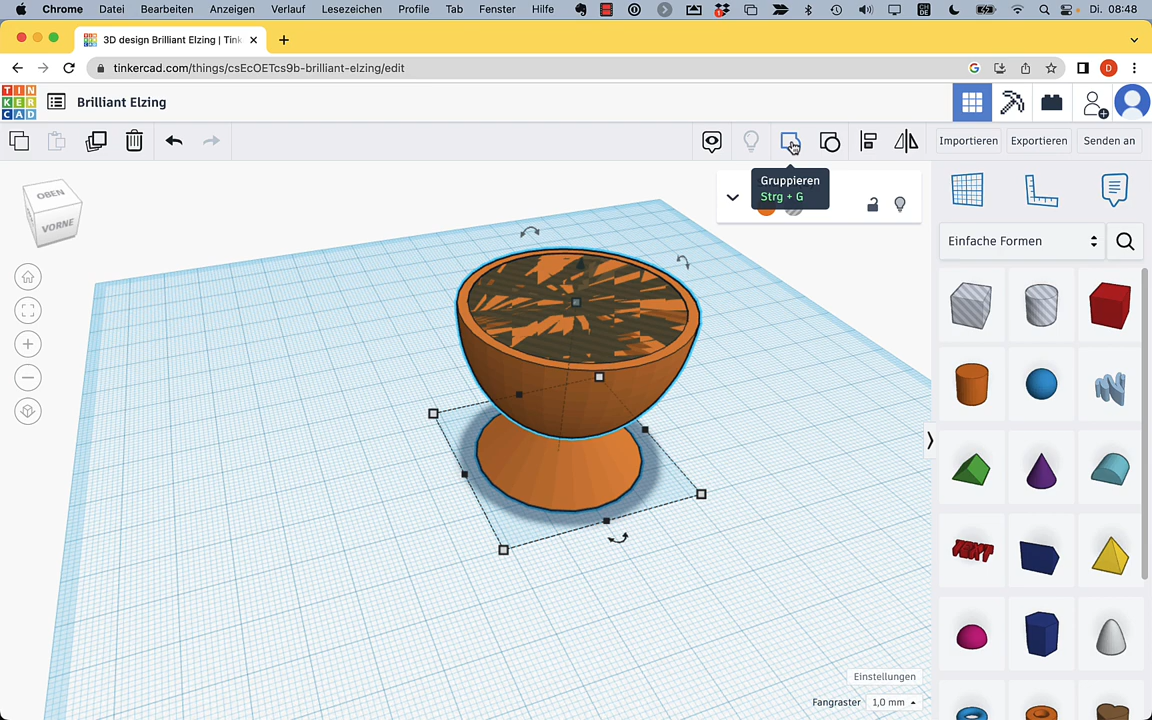 Chrome Datei Bearbeiten Anzeigen Verlauf Lesezeichen Profile Tab Fenster Hilfe Di. 08:48
3D design Brilliant Elzing | Tink
tinkercad.com/things/csEcOETcs9b-brilliant-elzing/edit
TIN
KER
CAD
Brilliant Elzing
Importieren Exportieren Senden an
Gruppieren
Strg + G
OBEN
VORNE
Einfache Formen
TEXT
Einstellungen
Fangraster 1,0 mm